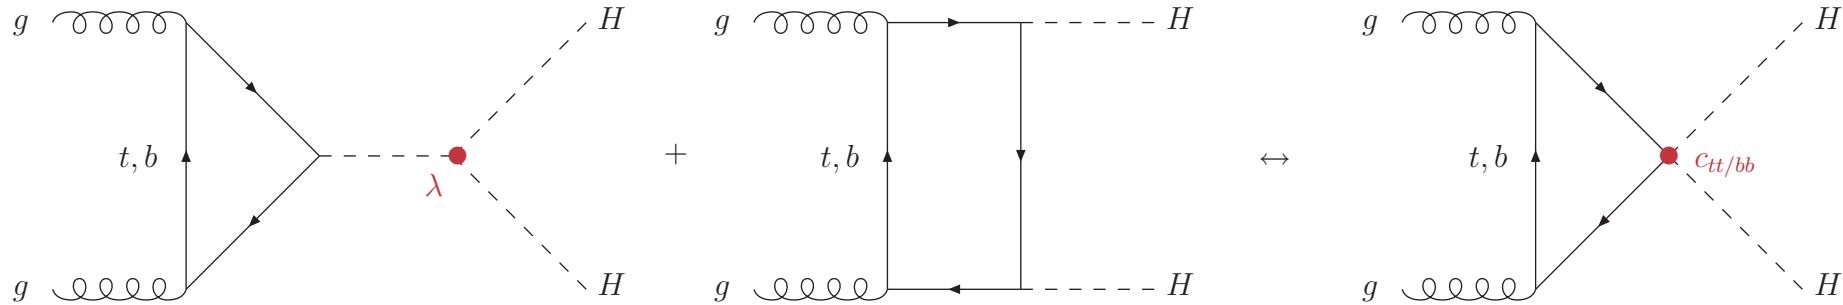 g H g H g H
t, b λ + t, b ↔ t, b c_{tt/bb}
g H g H g H